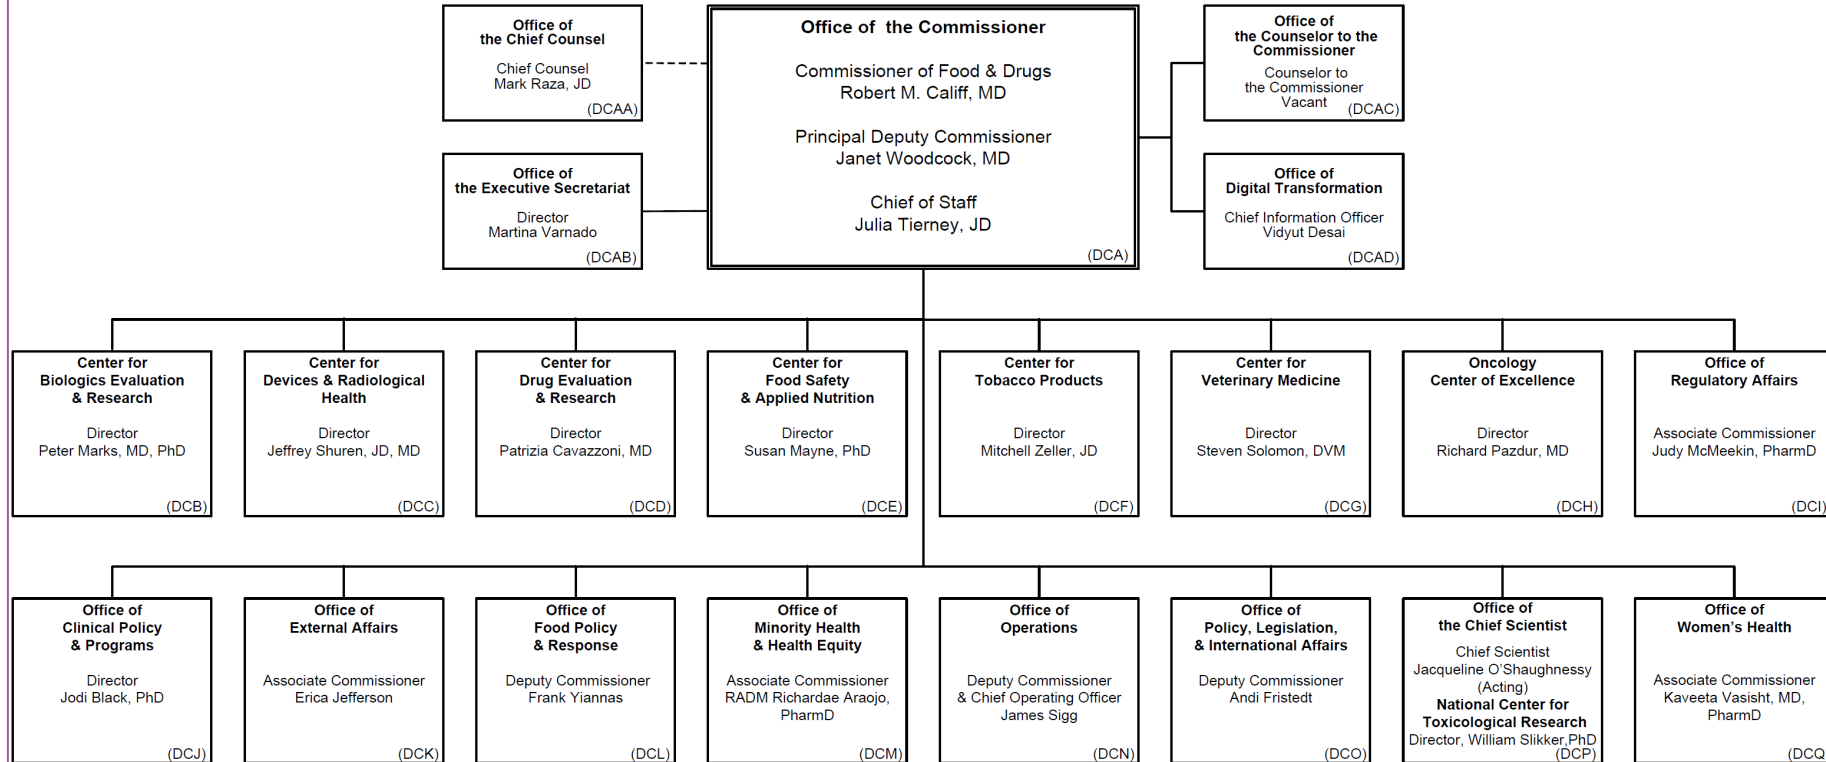 Office of
the Chief Counsel
Chief Counsel
Mark Raza, JD
(DCAA)
Office of the Commissioner
Commissioner of Food & Drugs
Robert M. Califf, MD
Principal Deputy Commissioner
Janet Woodcock, MD
Chief of Staff
Julia Tierney, JD
(DCA)
Office of
the Counselor to the
Commissioner
Counselor to
the Commissioner
Vacant
(DCAC)
Office of
the Executive Secretariat
Director
Martina Varnado
(DCAB)
Office of
Digital Transformation
Chief Information Officer
Vidyut Desai
(DCAD)
Center for
Biologics Evaluation
& Research
Director
Peter Marks, MD, PhD
(DCB)
Center for
Devices & Radiological
Health
Director
Jeffrey Shuren, JD, MD
(DCC)
Center for
Drug Evaluation
& Research
Director
Patrizia Cavazzoni, MD
(DCD)
Center for
Food Safety
& Applied Nutrition
Director
Susan Mayne, PhD
(DCE)
Center for
Tobacco Products
Director
Mitchell Zeller, JD
(DCF)
Center for
Veterinary Medicine
Director
Steven Solomon, DVM
(DCG)
Oncology
Center of Excellence
Director
Richard Pazdur, MD
(DCH)
Office of
Regulatory Affairs
Associate Commissioner
Judy McMeekin, PharmD
(DCI)
Office of
Clinical Policy
& Programs
Director
Jodi Black, PhD
(DCJ)
Office of
External Affairs
Associate Commissioner
Erica Jefferson
(DCK)
Office of
Food Policy
& Response
Deputy Commissioner
Frank Yiannas
(DCL)
Office of
Minority Health
& Health Equity
Associate Commissioner
RADM Richardae Araojo,
PharmD
(DCM)
Office of
Operations
Deputy Commissioner
& Chief Operating Officer
James Sigg
(DCN)
Office of
Policy, Legislation,
& International Affairs
Deputy Commissioner
Andi Fristedt
(DCO)
Office of
the Chief Scientist
Chief Scientist
Jacqueline O'Shaughnessy
(Acting)
National Center for
Toxicological Research
Director, William Slikker,PhD
(DCP)
Office of
Women's Health
Associate Commissioner
Kaveeta Vasisht, MD,
PharmD
(DCQ